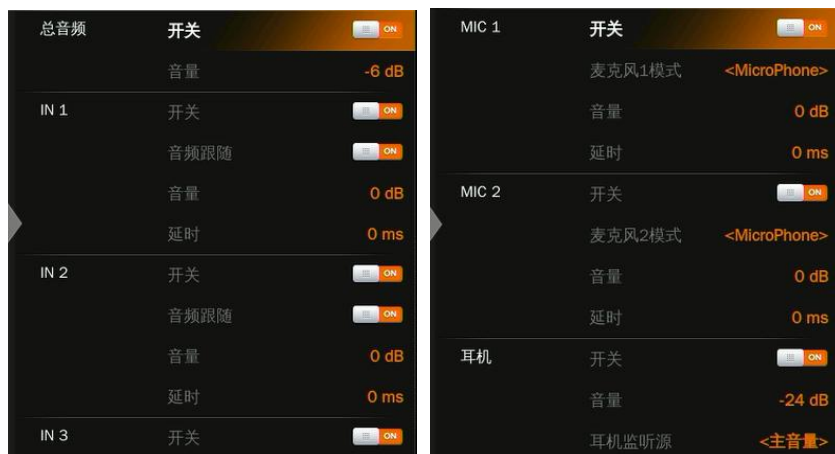 总音频 开关 ON
音量 -6 dB
IN 1 开关 ON
音频跟随 ON
音量 0 dB
延时 0 ms
IN 2 开关 ON
音频跟随 ON
音量 0 dB
延时 0 ms
IN 3 开关 ON
MIC 1 开关 ON
麦克风1模式 <MicroPhone>
音量 0 dB
延时 0 ms
MIC 2 开关 ON
麦克风2模式 <MicroPhone>
音量 0 dB
延时 0 ms
耳机 开关 ON
音量 -24 dB
耳机监听源 <主音量>